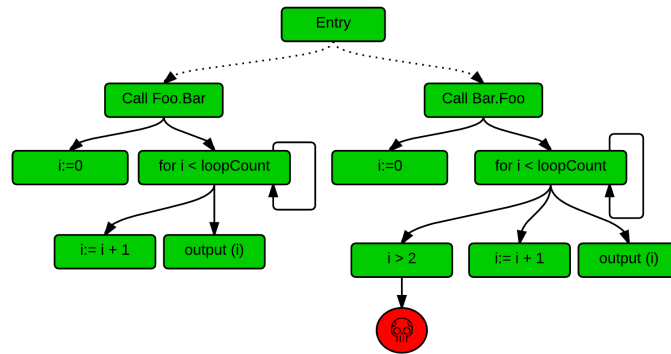 Entry
Call Foo.Bar
Call Bar.Foo
i:=0
for i < loopCount
i:=0
for i < loopCount
i:= i + 1
output (i)
i > 2
i:= i + 1
output (i)